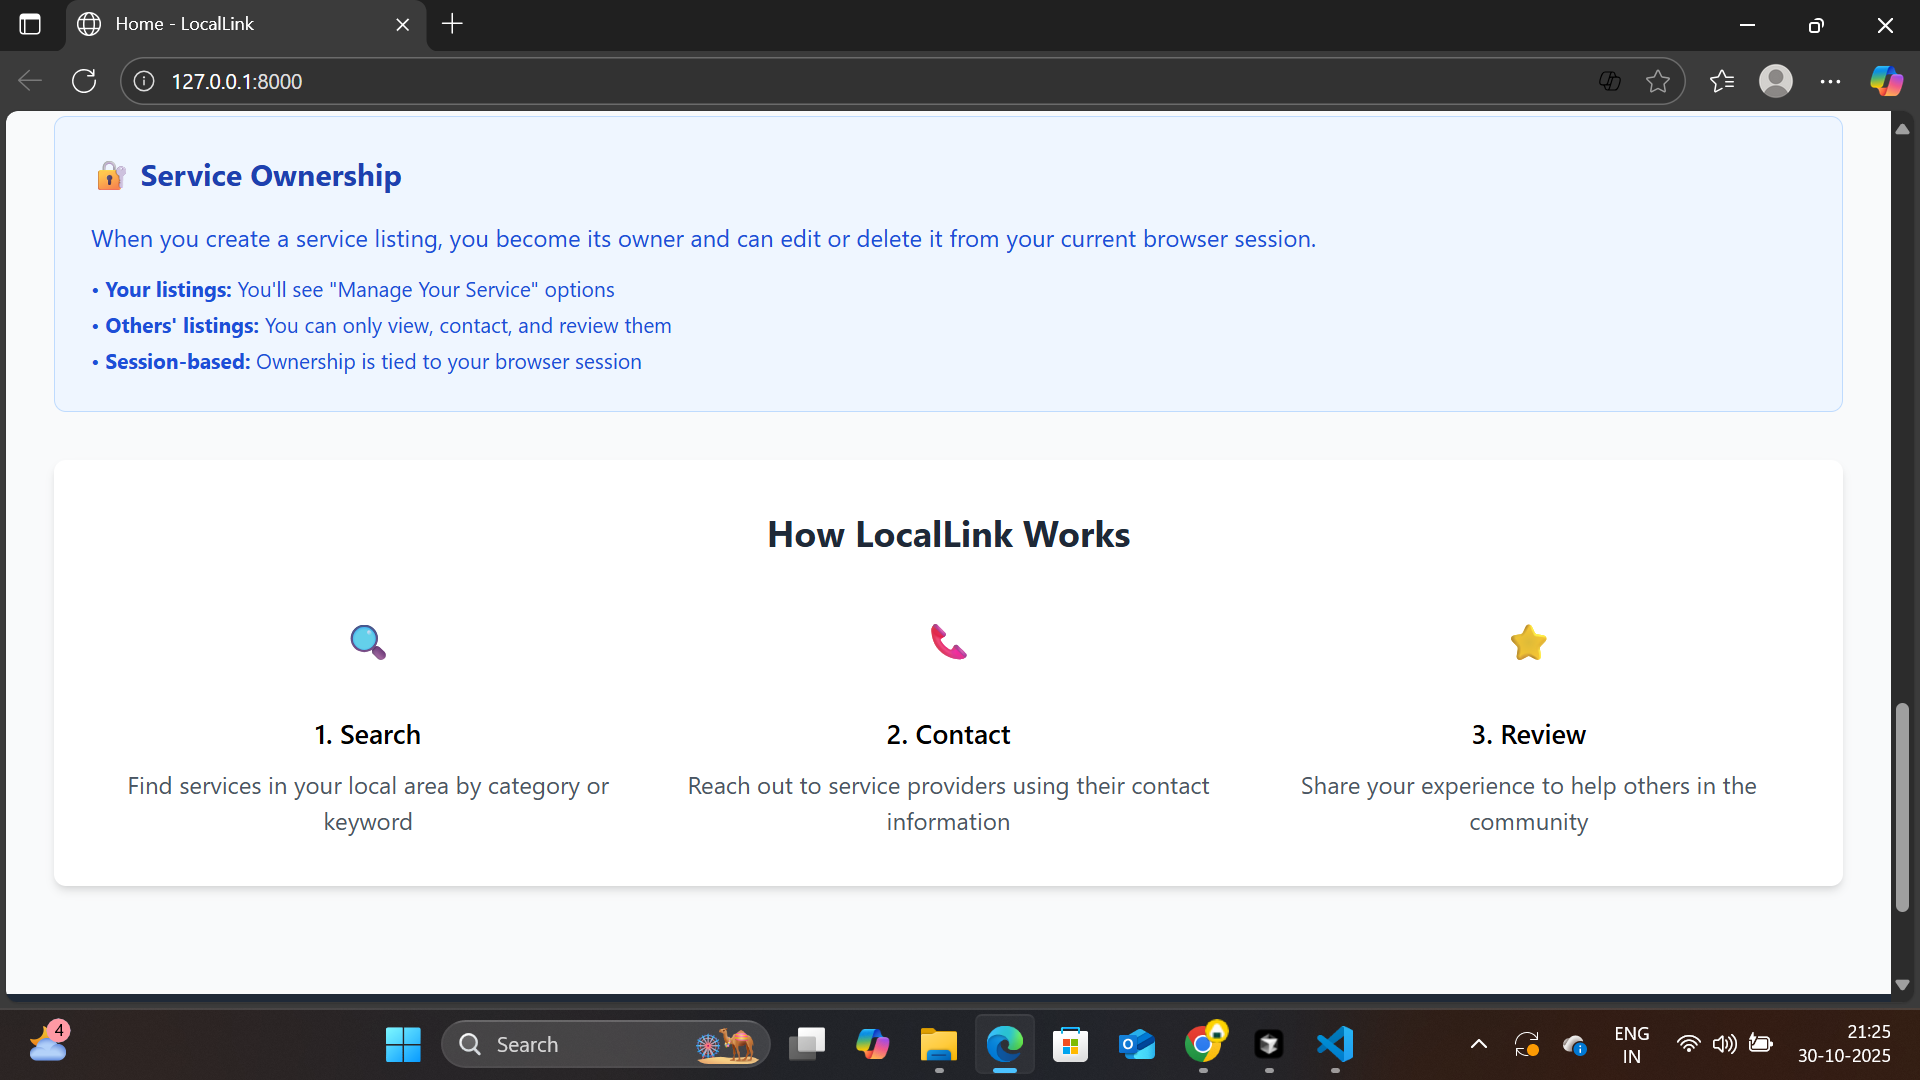 Home - LocalLink
127.0.0.1:8000
🔐 Service Ownership
When you create a service listing, you become its owner and can edit or delete it from your current browser session.
• Your listings: You'll see "Manage Your Service" options
• Others' listings: You can only view, contact, and review them
• Session-based: Ownership is tied to your browser session
How LocalLink Works
1. Search
Find services in your local area by category or
keyword
2. Contact
Reach out to service providers using their contact
information
3. Review
Share your experience to help others in the
community
4
Search
ENG
IN
21:25
30-10-2025